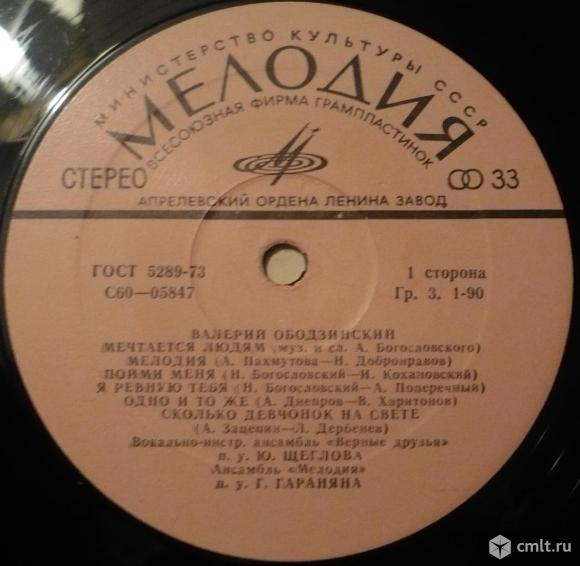 МИНИСТЕРСТВО КУЛЬТУРЫ СССР
МЕЛОДИЯ
ВСЕСОЮЗНАЯ ФИРМА ГРАМПЛАСТИНОК
СТЕРЕО
33
АПРЕЛЕВСКИЙ ОРДЕНА ЛЕНИНА ЗАВОД
ГОСТ 5289-73
1 сторона
С60—05847
Гр. 3. 1-90
ВАЛЕРИЙ ОБОДЗИНСКИЙ
МЕЧТАЕТСЯ ЛЮДЯМ (муз. и сл. А. Богословского)
МЕЛОДИЯ (А. Пахмутова—Н. Добронравов)
ПОЙМИ МЕНЯ (Н. Богословский—И. Кохановский)
Я РЕВНУЮ ТЕБЯ (Н. Богословский—А. Поперечный)
ОДНО И ТО ЖЕ (А. Днепров—В. Харитонов)
СКОЛЬКО ДЕВЧОНОК НА СВЕТЕ
(А. Зацепин—Л. Дербенев)
Вокально-инстр. ансамбль «Верные друзья»
п. у. Ю. ЩЕГЛОВА
Ансамбль «Мелодия»
п. у. Г. ГАРАНЯНА
cmlt.ru